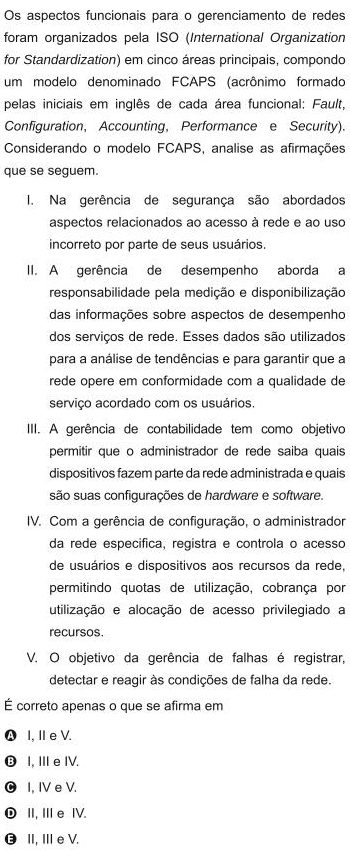 Os aspectos funcionais para o gerenciamento de redes
foram organizados pela ISO (International Organization
for Standardization) em cinco áreas principais, compondo
um modelo denominado FCAPS (acrônimo formado
pelas iniciais em inglês de cada área funcional: Fault,
Configuration, Accounting, Performance e Security).
Considerando o modelo FCAPS, analise as afirmações
que se seguem.
I. Na gerência de segurança são abordados
aspectos relacionados ao acesso à rede e ao uso
incorreto por parte de seus usuários.
II. A gerência de desempenho aborda a
responsabilidade pela medição e disponibilização
das informações sobre aspectos de desempenho
dos serviços de rede. Esses dados são utilizados
para a análise de tendências e para garantir que a
rede opere em conformidade com a qualidade de
serviço acordado com os usuários.
III. A gerência de contabilidade tem como objetivo
permitir que o administrador de rede saiba quais
dispositivos fazem parte da rede administrada e quais
são suas configurações de hardware e software.
IV. Com a gerência de configuração, o administrador
da rede especifica, registra e controla o acesso
de usuários e dispositivos aos recursos da rede,
permitindo quotas de utilização, cobrança por
utilização e alocação de acesso privilegiado a
recursos.
V. O objetivo da gerência de falhas é registrar,
detectar e reagir às condições de falha da rede.
É correto apenas o que se afirma em
A I, II e V.
B I, III e IV.
C I, IV e V.
D II, III e IV.
E II, III e V.